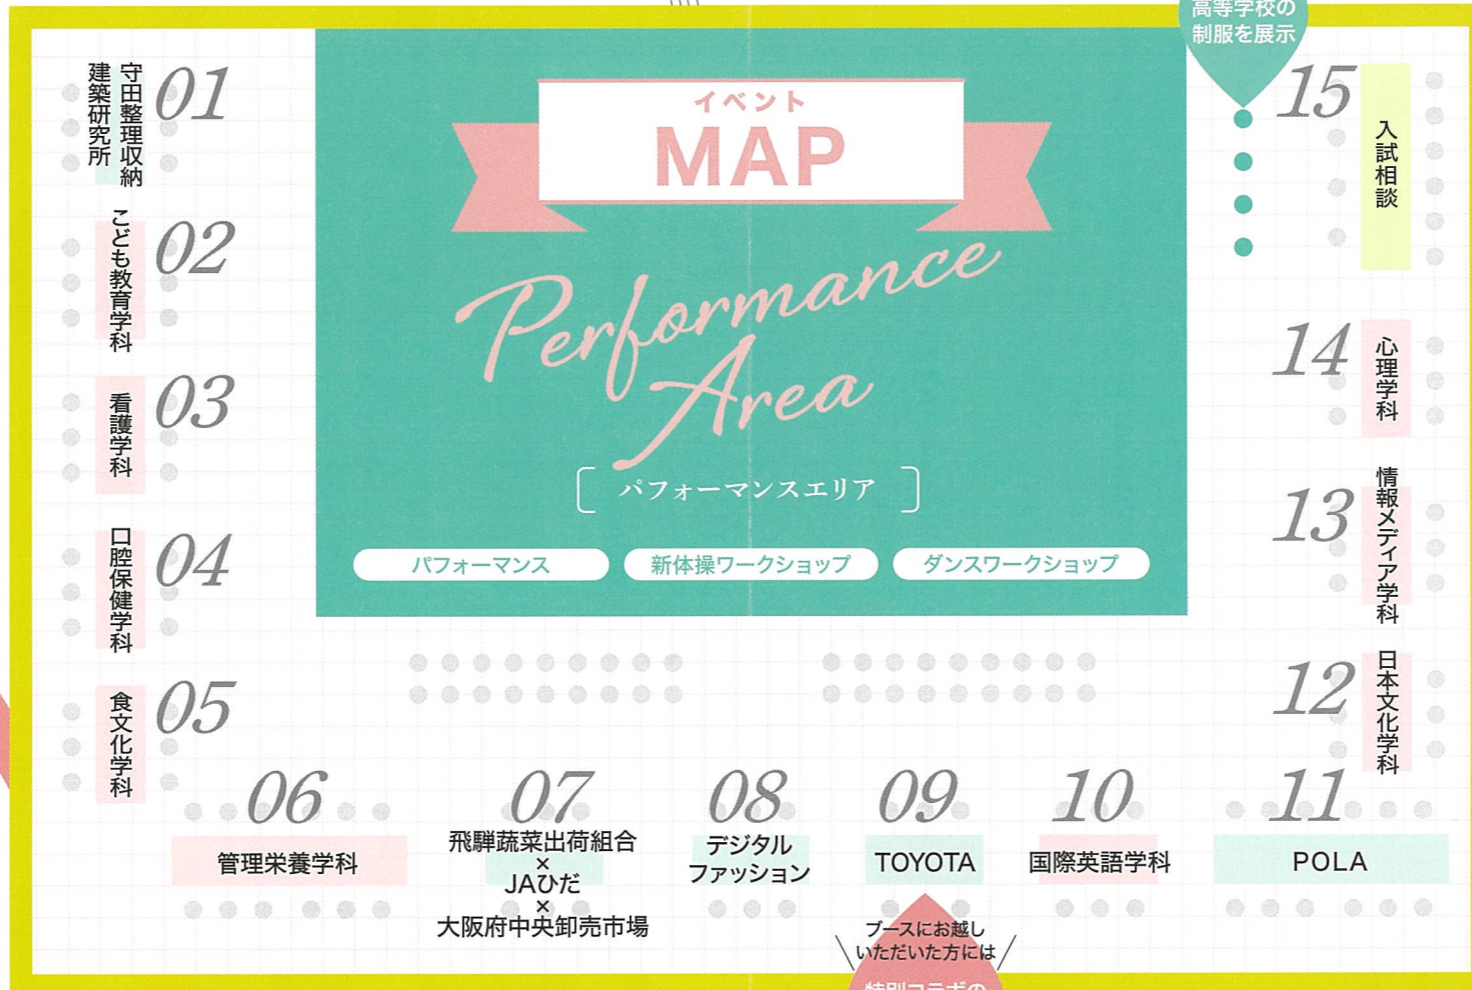 高等学校の
制服を展示
イベント
MAP
Performance
Area
パフォーマンスエリア
パフォーマンス
新体操ワークショップ
ダンスワークショップ
01
守田整理収納
建築研究所
02
こども教育学科
03
看護学科
04
口腔保健学科
05
食文化学科
06
管理栄養学科
07
飛騨蔬菜出荷組合
×
JAひだ
×
大阪府中央卸売市場
08
デジタル
ファッション
09
TOYOTA
ブースにお越し
いただいた方には
特別コラボの
10
国際英語学科
11
POLA
12
日本文化学科
13
情報メディア学科
14
心理学科
15
入試相談